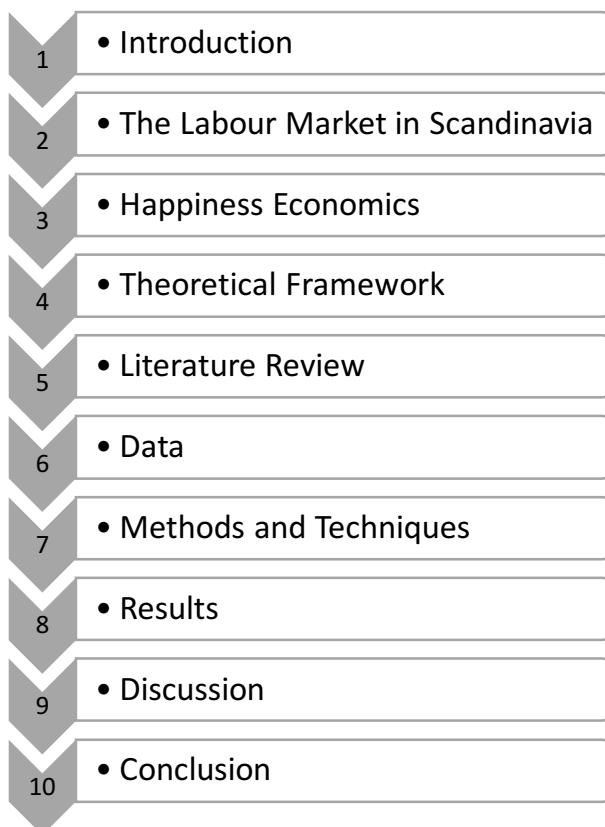 1 • Introduction
2 • The Labour Market in Scandinavia
3 • Happiness Economics
4 • Theoretical Framework
5 • Literature Review
6 • Data
7 • Methods and Techniques
8 • Results
9 • Discussion
10 • Conclusion